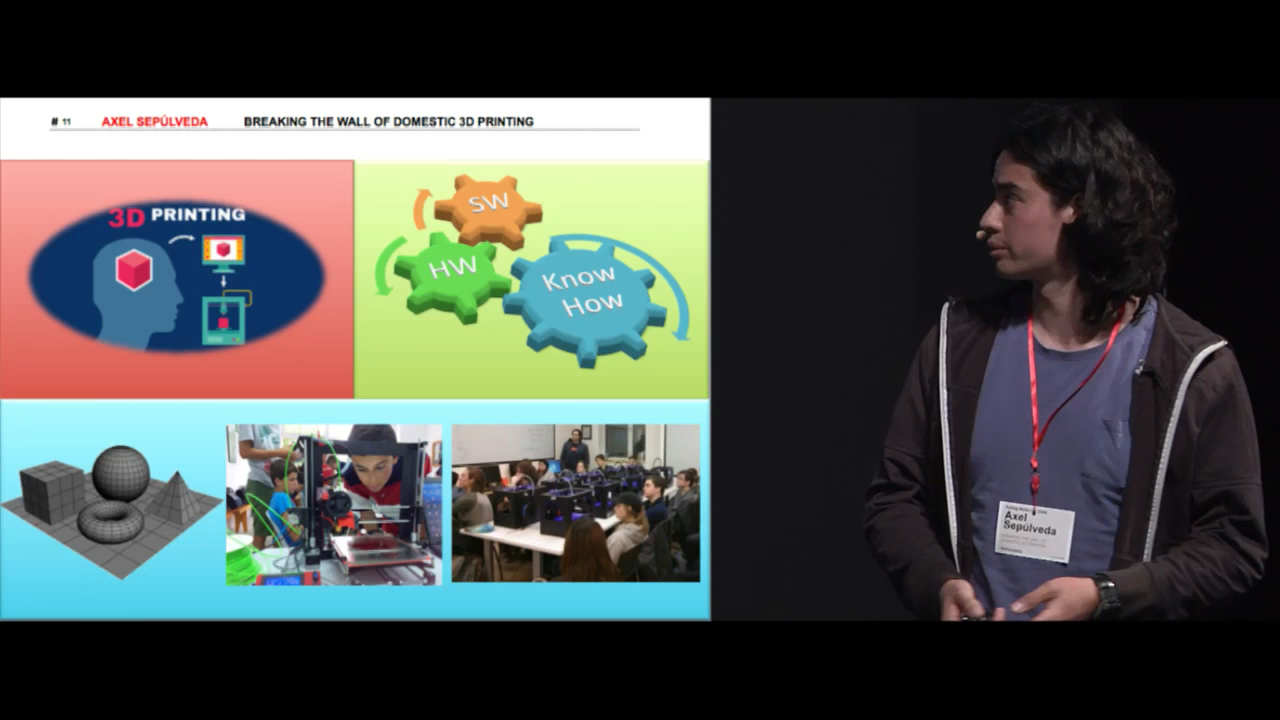 # 11 AXEL SEPÚLVEDA BREAKING THE WALL OF DOMESTIC 3D PRINTING
3D PRINTING
SW
HW
Know
How
Axel
Sepúlveda